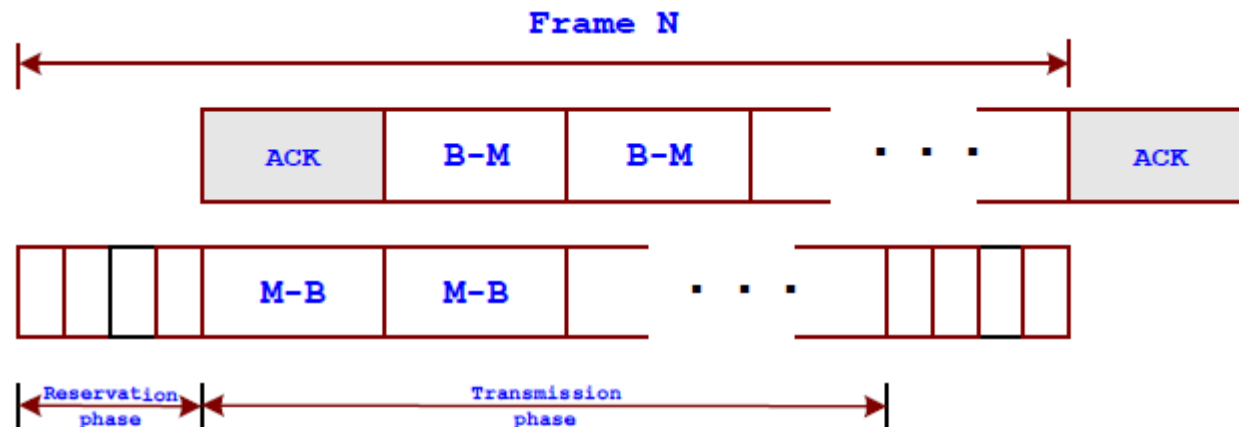 Frame N
ACK B-M B-M . . . ACK
M-B M-B . . .
Reservation phase
Transmission phase